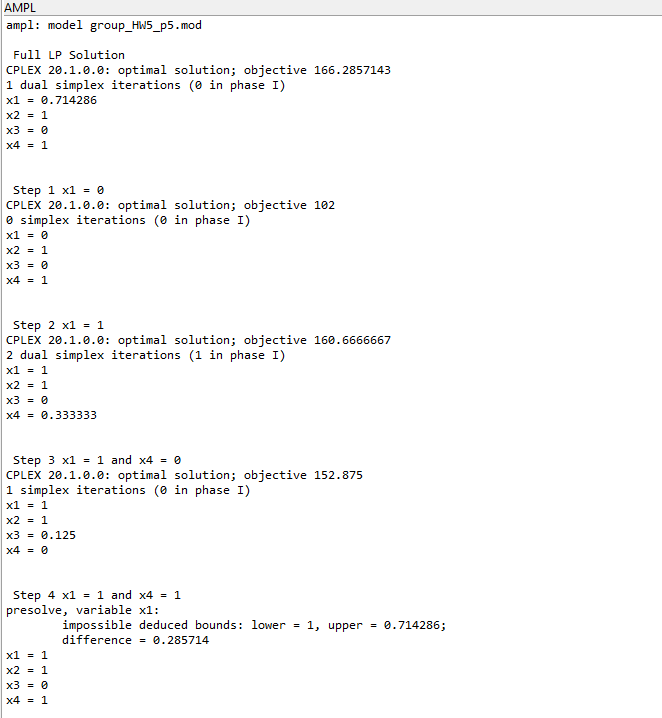 AMPL
ampl: model group_HW5_p5.mod
Full LP Solution
CPLEX 20.1.0.0: optimal solution; objective 166.2857143
1 dual simplex iterations (0 in phase I)
x1 = 0.714286
x2 = 1
x3 = 0
x4 = 1
Step 1 x1 = 0
CPLEX 20.1.0.0: optimal solution; objective 102
0 simplex iterations (0 in phase I)
x1 = 0
x2 = 1
x3 = 0
x4 = 1
Step 2 x1 = 1
CPLEX 20.1.0.0: optimal solution; objective 160.6666667
2 dual simplex iterations (1 in phase I)
x1 = 1
x2 = 1
x3 = 0
x4 = 0.333333
Step 3 x1 = 1 and x4 = 0
CPLEX 20.1.0.0: optimal solution; objective 152.875
1 simplex iterations (0 in phase I)
x1 = 1
x2 = 1
x3 = 0.125
x4 = 0
Step 4 x1 = 1 and x4 = 1
presolve, variable x1:
impossible deduced bounds: lower = 1, upper = 0.714286;
difference = 0.285714
x1 = 1
x2 = 1
x3 = 0
x4 = 1